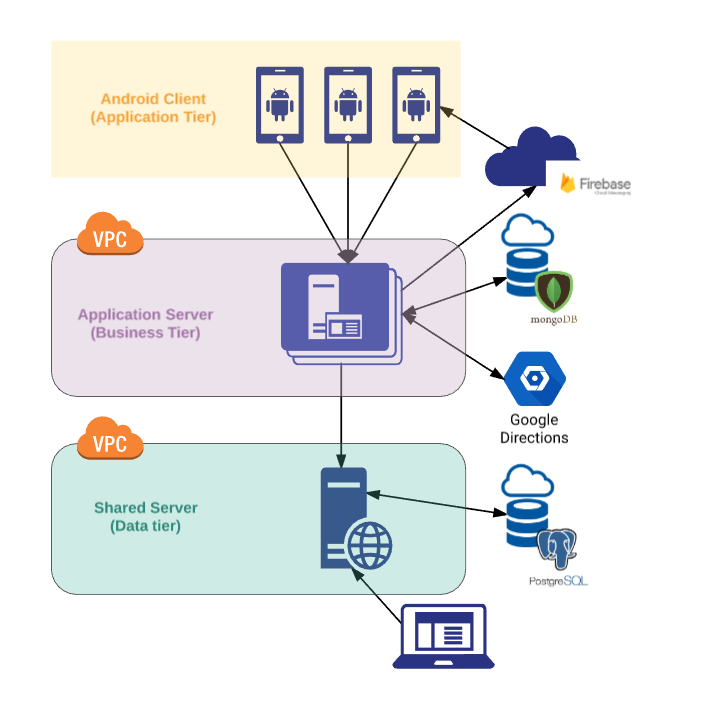 Android Client
(Application Tier)
Firebase
Cloud Messaging
VPC
Application Server
(Business Tier)
mongoDB
Google
Directions
VPC
Shared Server
(Data tier)
PostgreSQL